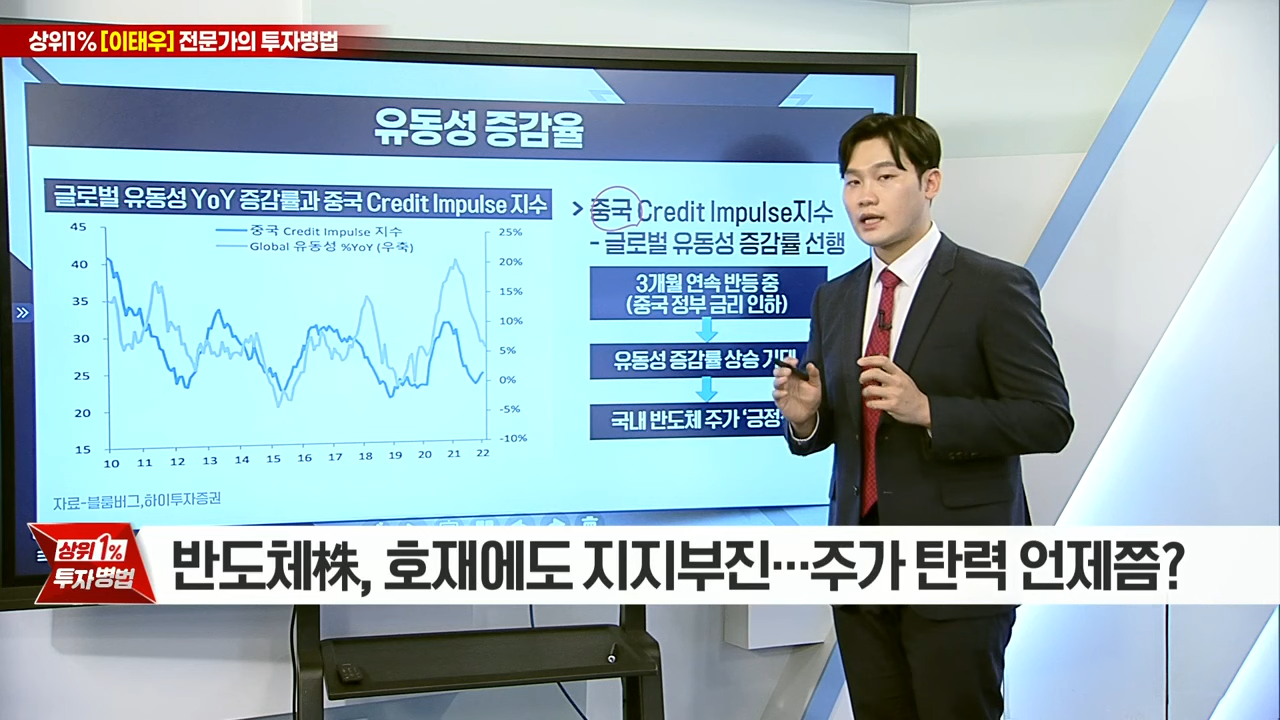 상위1% [이태우] 전문가의 투자병법
유동성 증감율
글로벌 유동성 YoY 증감률과 중국 Credit Impulse 지수
중국 Credit Impulse 지수
Global 유동성 %YoY (우축)
45
40
35
30
25
20
15
25%
20%
15%
10%
5%
0%
-5%
-10%
10 11 12 13 14 15 16 17 18 19 20 21 22
자료-블룸버그,하이투자증권
> 중국 Credit Impulse지수
- 글로벌 유동성 증감률 선행
3개월 연속 반등 중
(중국 정부 금리 인하)
유동성 증감률 상승 기대
국내 반도체 주가 '긍정
상위 1%
투자병법
반도체株, 호재에도 지지부진…주가 탄력 언제쯤?